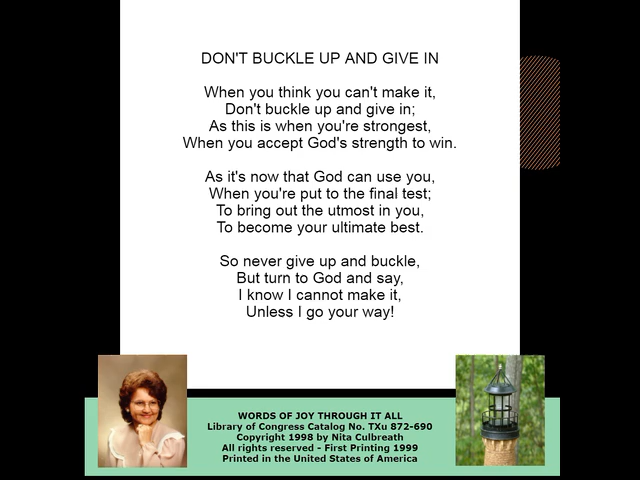 DON'T BUCKLE UP AND GIVE IN
When you think you can't make it,
Don't buckle up and give in;
As this is when you're strongest,
When you accept God's strength to win.
As it's now that God can use you,
When you're put to the final test;
To bring out the utmost in you,
To become your ultimate best.
So never give up and buckle,
But turn to God and say,
I know I cannot make it,
Unless I go your way!
WORDS OF JOY THROUGH IT ALL
Library of Congress Catalog No. TXu 872-690
Copyright 1998 by Nita Culbreath
All rights reserved - First Printing 1999
Printed in the United States of America